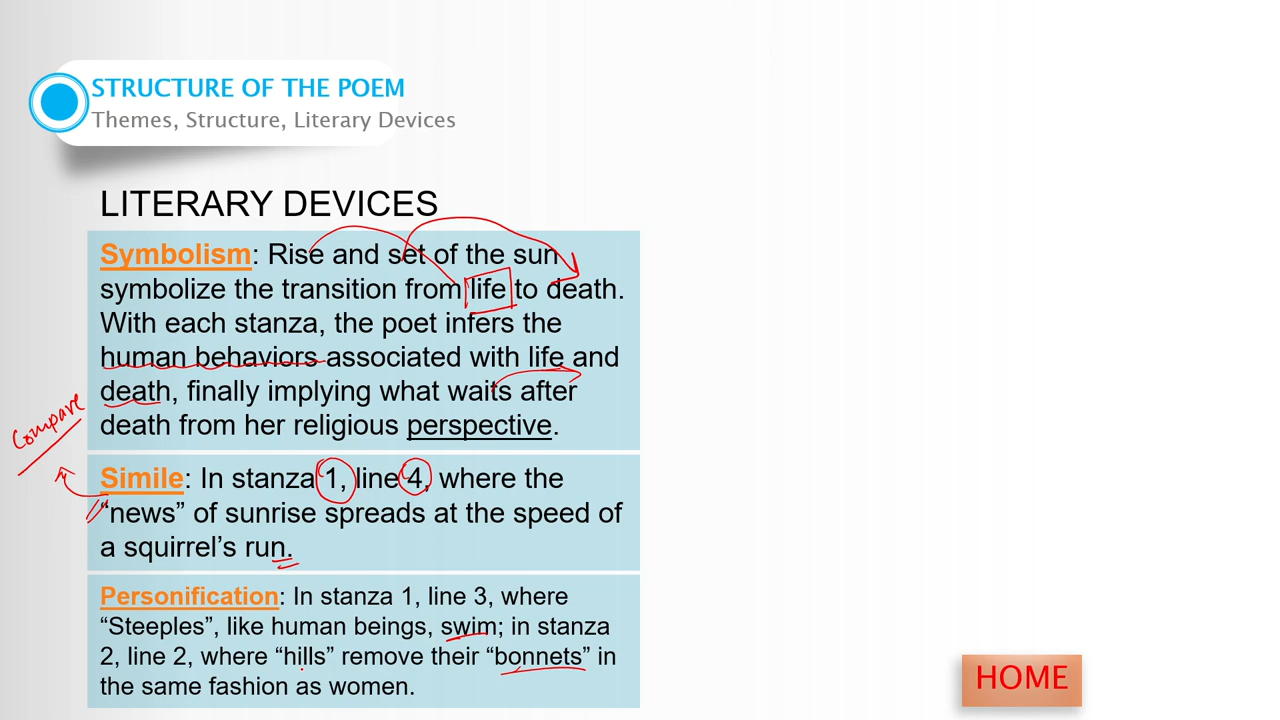 STRUCTURE OF THE POEM
Themes, Structure, Literary Devices
LITERARY DEVICES
Symbolism: Rise and set of the sun
symbolize the transition from life to death.
With each stanza, the poet infers the
human behaviors associated with life and
death, finally implying what waits after
death from her religious perspective.
Compare
Simile: In stanza 1, line 4, where the
“news” of sunrise spreads at the speed of
a squirrel’s run.
Personification: In stanza 1, line 3, where
“Steeples”, like human beings, swim; in stanza
2, line 2, where “hills” remove their “bonnets” in
the same fashion as women.
HOME